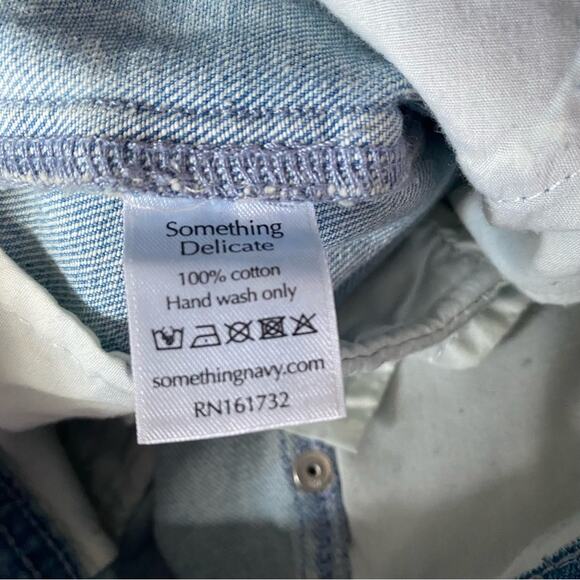 Something
Delicate
100% cotton
Hand wash only
somethingnavy.com
RN161732